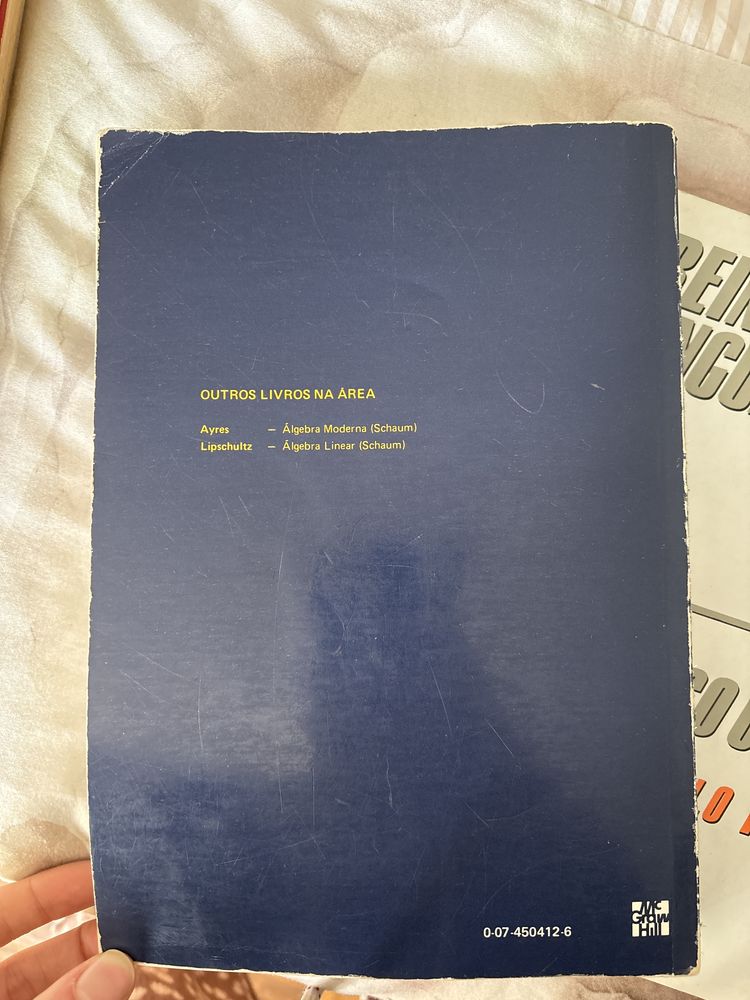 OUTROS LIVROS NA ÁREA
Ayres — Álgebra Moderna (Schaum)
Lipschultz — Álgebra Linear (Schaum)
0-07-450412-6
Mc
Graw
Hill